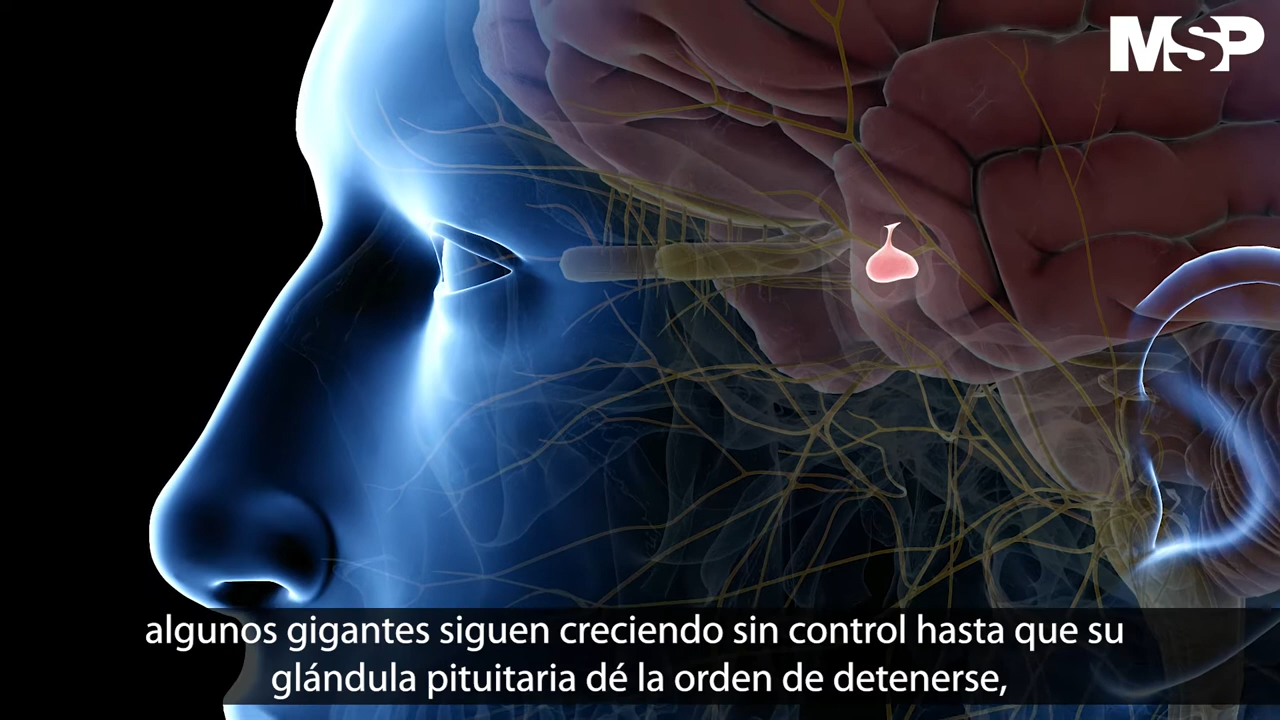 MSP
algunos gigantes siguen creciendo sin control hasta que su
glándula pituitaria dé la orden de detenerse,